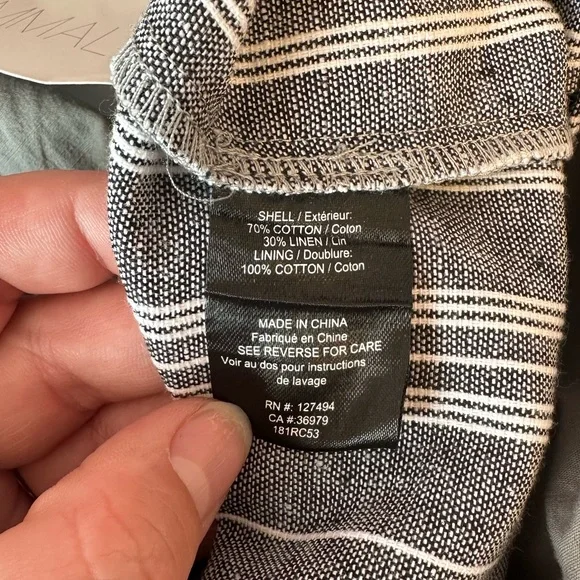 SHELL / Extérieur:
70% COTTON / Coton
30% LINEN / Lin
LINING / Doublure:
100% COTTON / Coton
MADE IN CHINA
Fabriqué en Chine
SEE REVERSE FOR CARE
Voir au dos pour instructions
de lavage
RN #: 127494
CA #: 36979
181RC53